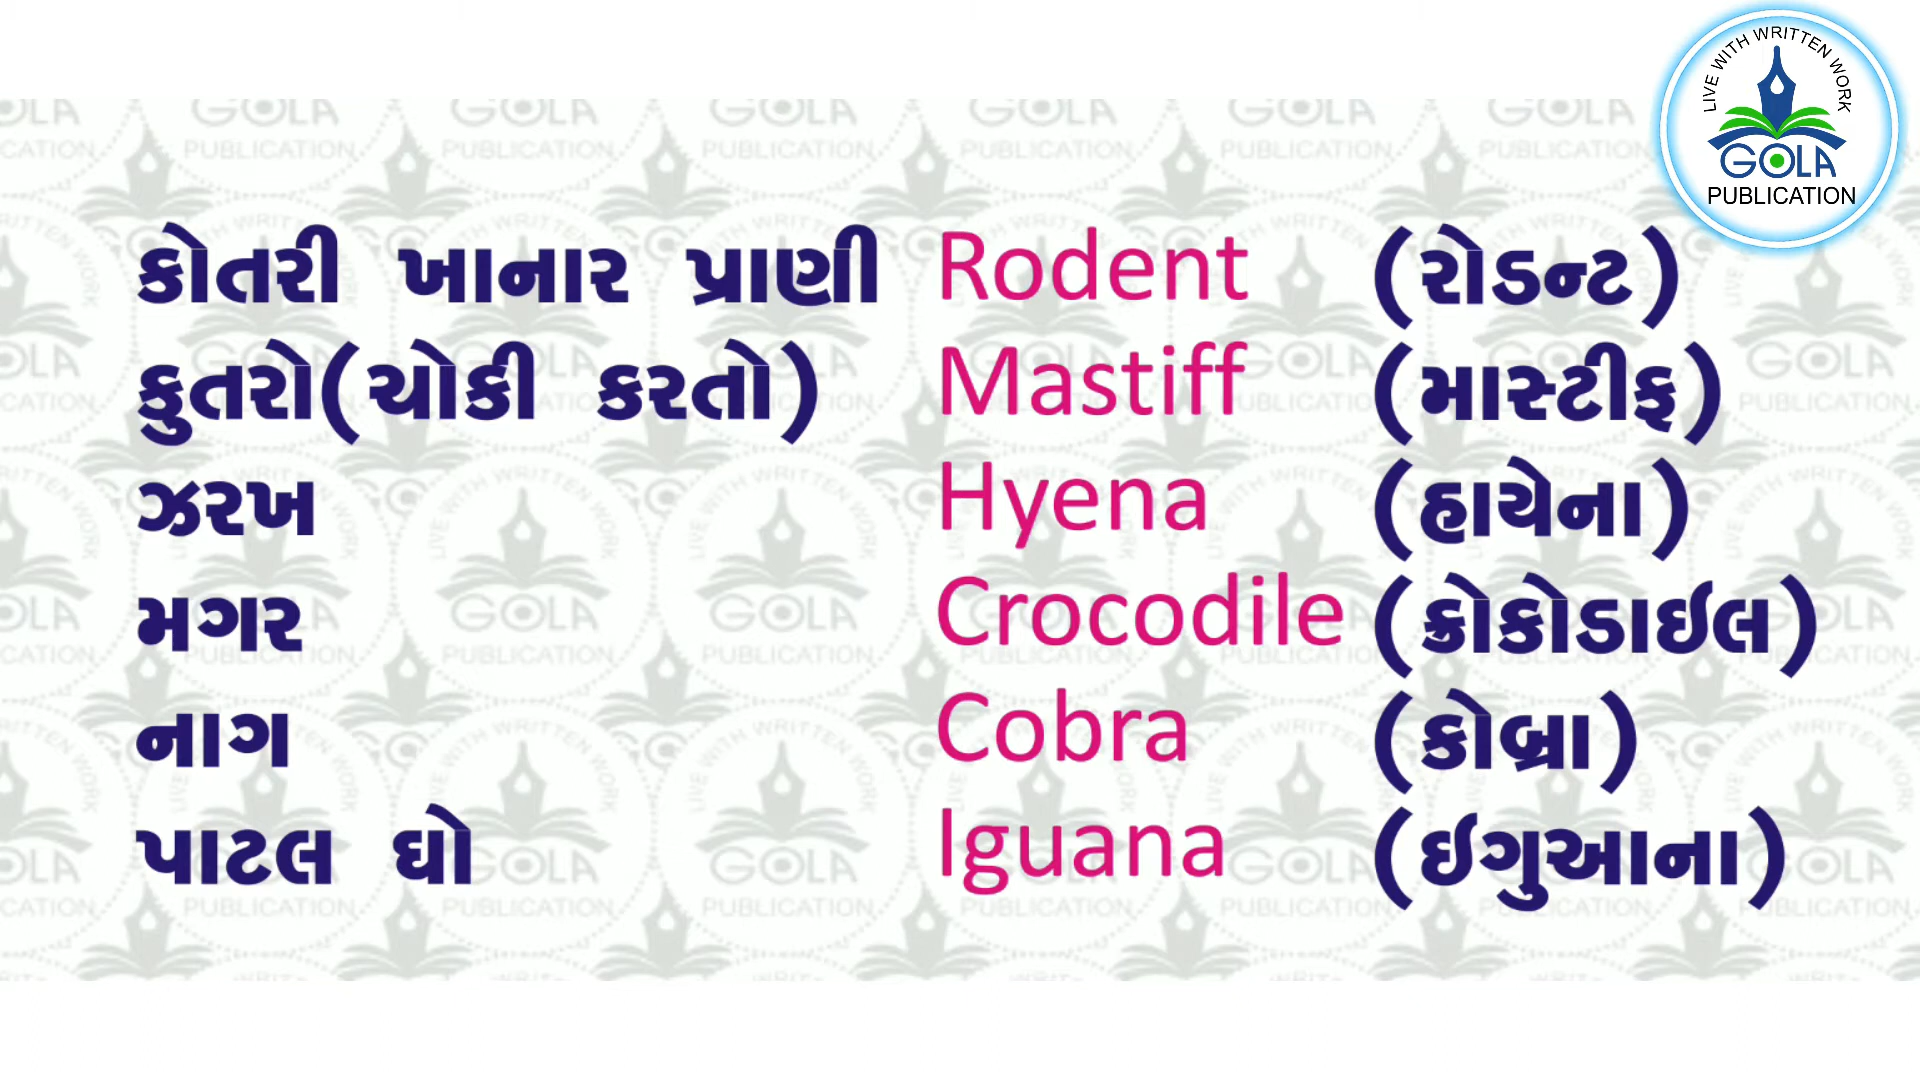 LIVE WITH WRITTEN WORK
GOLA
PUBLICATION
કોતરી ખાનાર પ્રાણી Rodent (રોડન્ટ)
કુતરો(ચોકી કરતો) Mastiff (માસ્ટીફ)
ઝરખ Hyena (હાયેના)
મગર Crocodile (ક્રોકોડાઈલ)
નાગ Cobra (કોબ્રા)
પાટલ ઘો Iguana (ઇગુઆના)